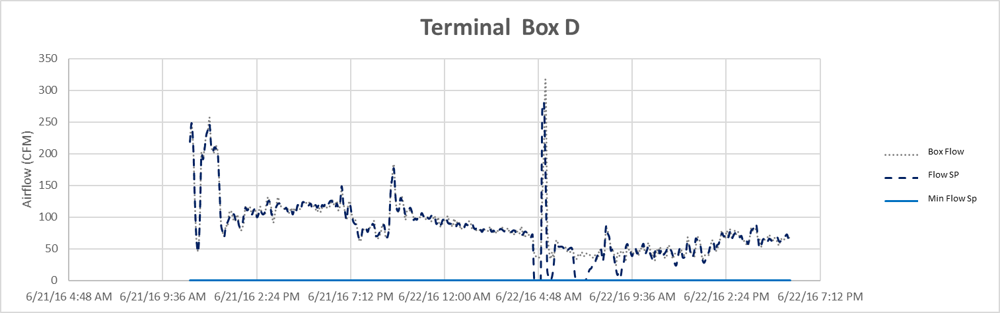 Terminal  Box D
350
300
250
200
150
100
50
0
Airflow (CFM)
6/21/16 4:48 AM 6/21/16 9:36 AM 6/21/16 2:24 PM 6/21/16 7:12 PM 6/22/16 12:00 AM 6/22/16 4:48 AM 6/22/16 9:36 AM 6/22/16 2:24 PM 6/22/16 7:12 PM
Box Flow
Flow SP
Min Flow Sp